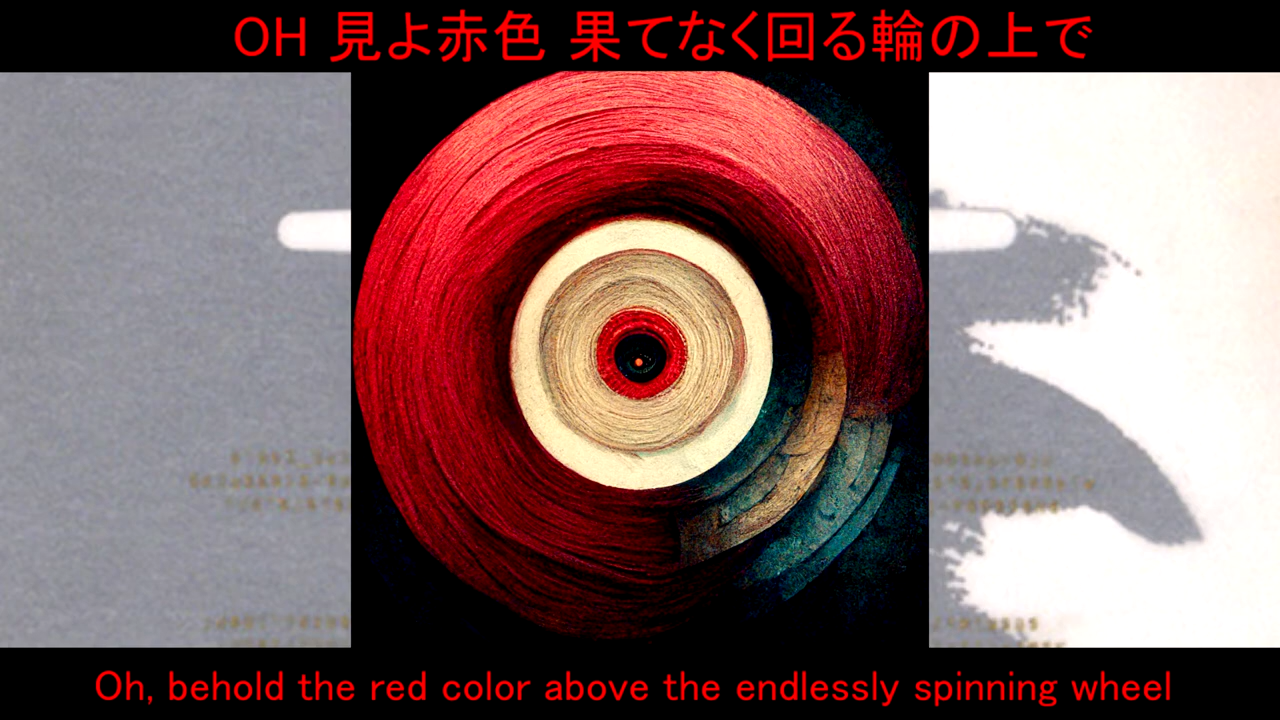 OH 見よ赤色 果てなく回る輪の上で
Oh, behold the red color above the endlessly spinning wheel